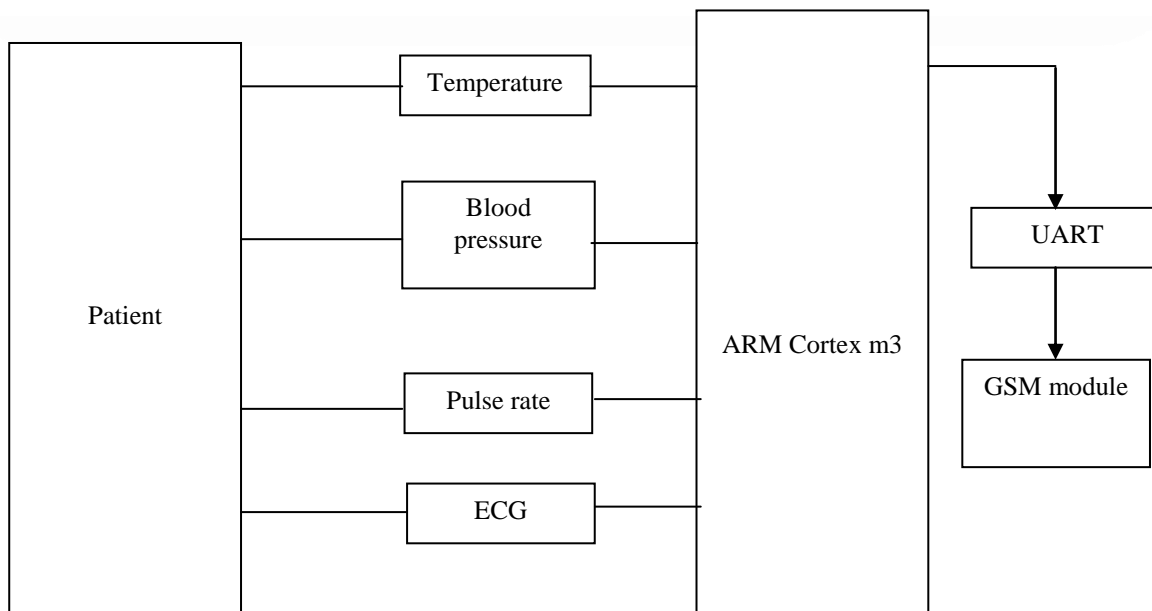 Patient
Temperature
Blood
pressure
Pulse rate
ECG
ARM Cortex m3
UART
GSM module